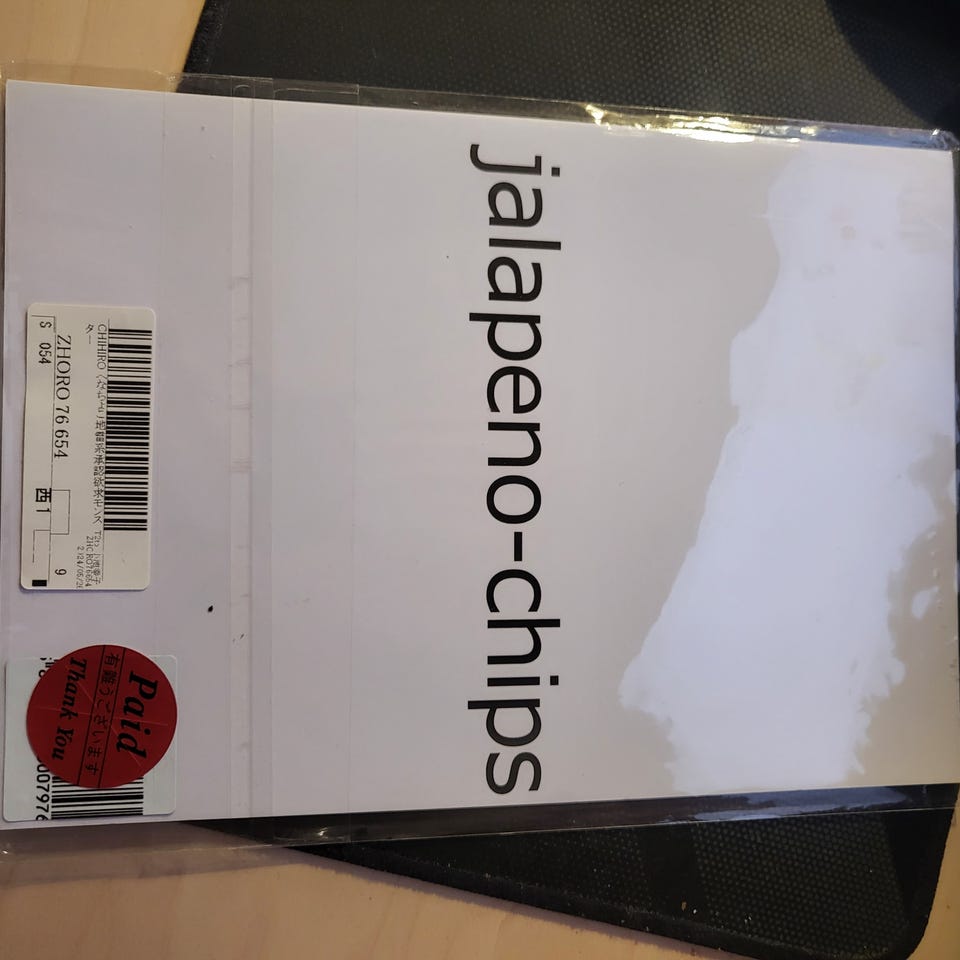 jalapeno-chips
CHIHIRO
ター
ZHORO 76 654
S 054
西1
9
ZHORO76654
Paid
有難うございます
Thank You